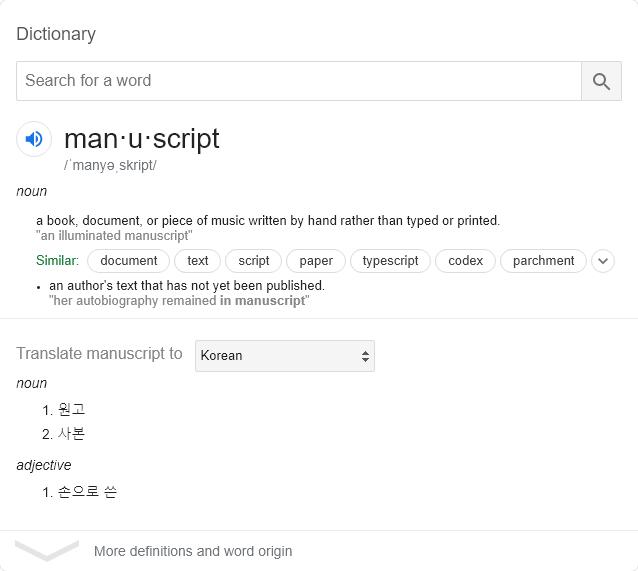 Dictionary
Search for a word
man·u·script
/ˈmanyəˌskript/
noun
a book, document, or piece of music written by hand rather than typed or printed.
"an illuminated manuscript"
Similar: document text script paper typescript codex parchment
• an author's text that has not yet been published.
"her autobiography remained in manuscript"
Translate manuscript to Korean
noun
1. 원고
2. 사본
adjective
1. 손으로 쓴
More definitions and word origin